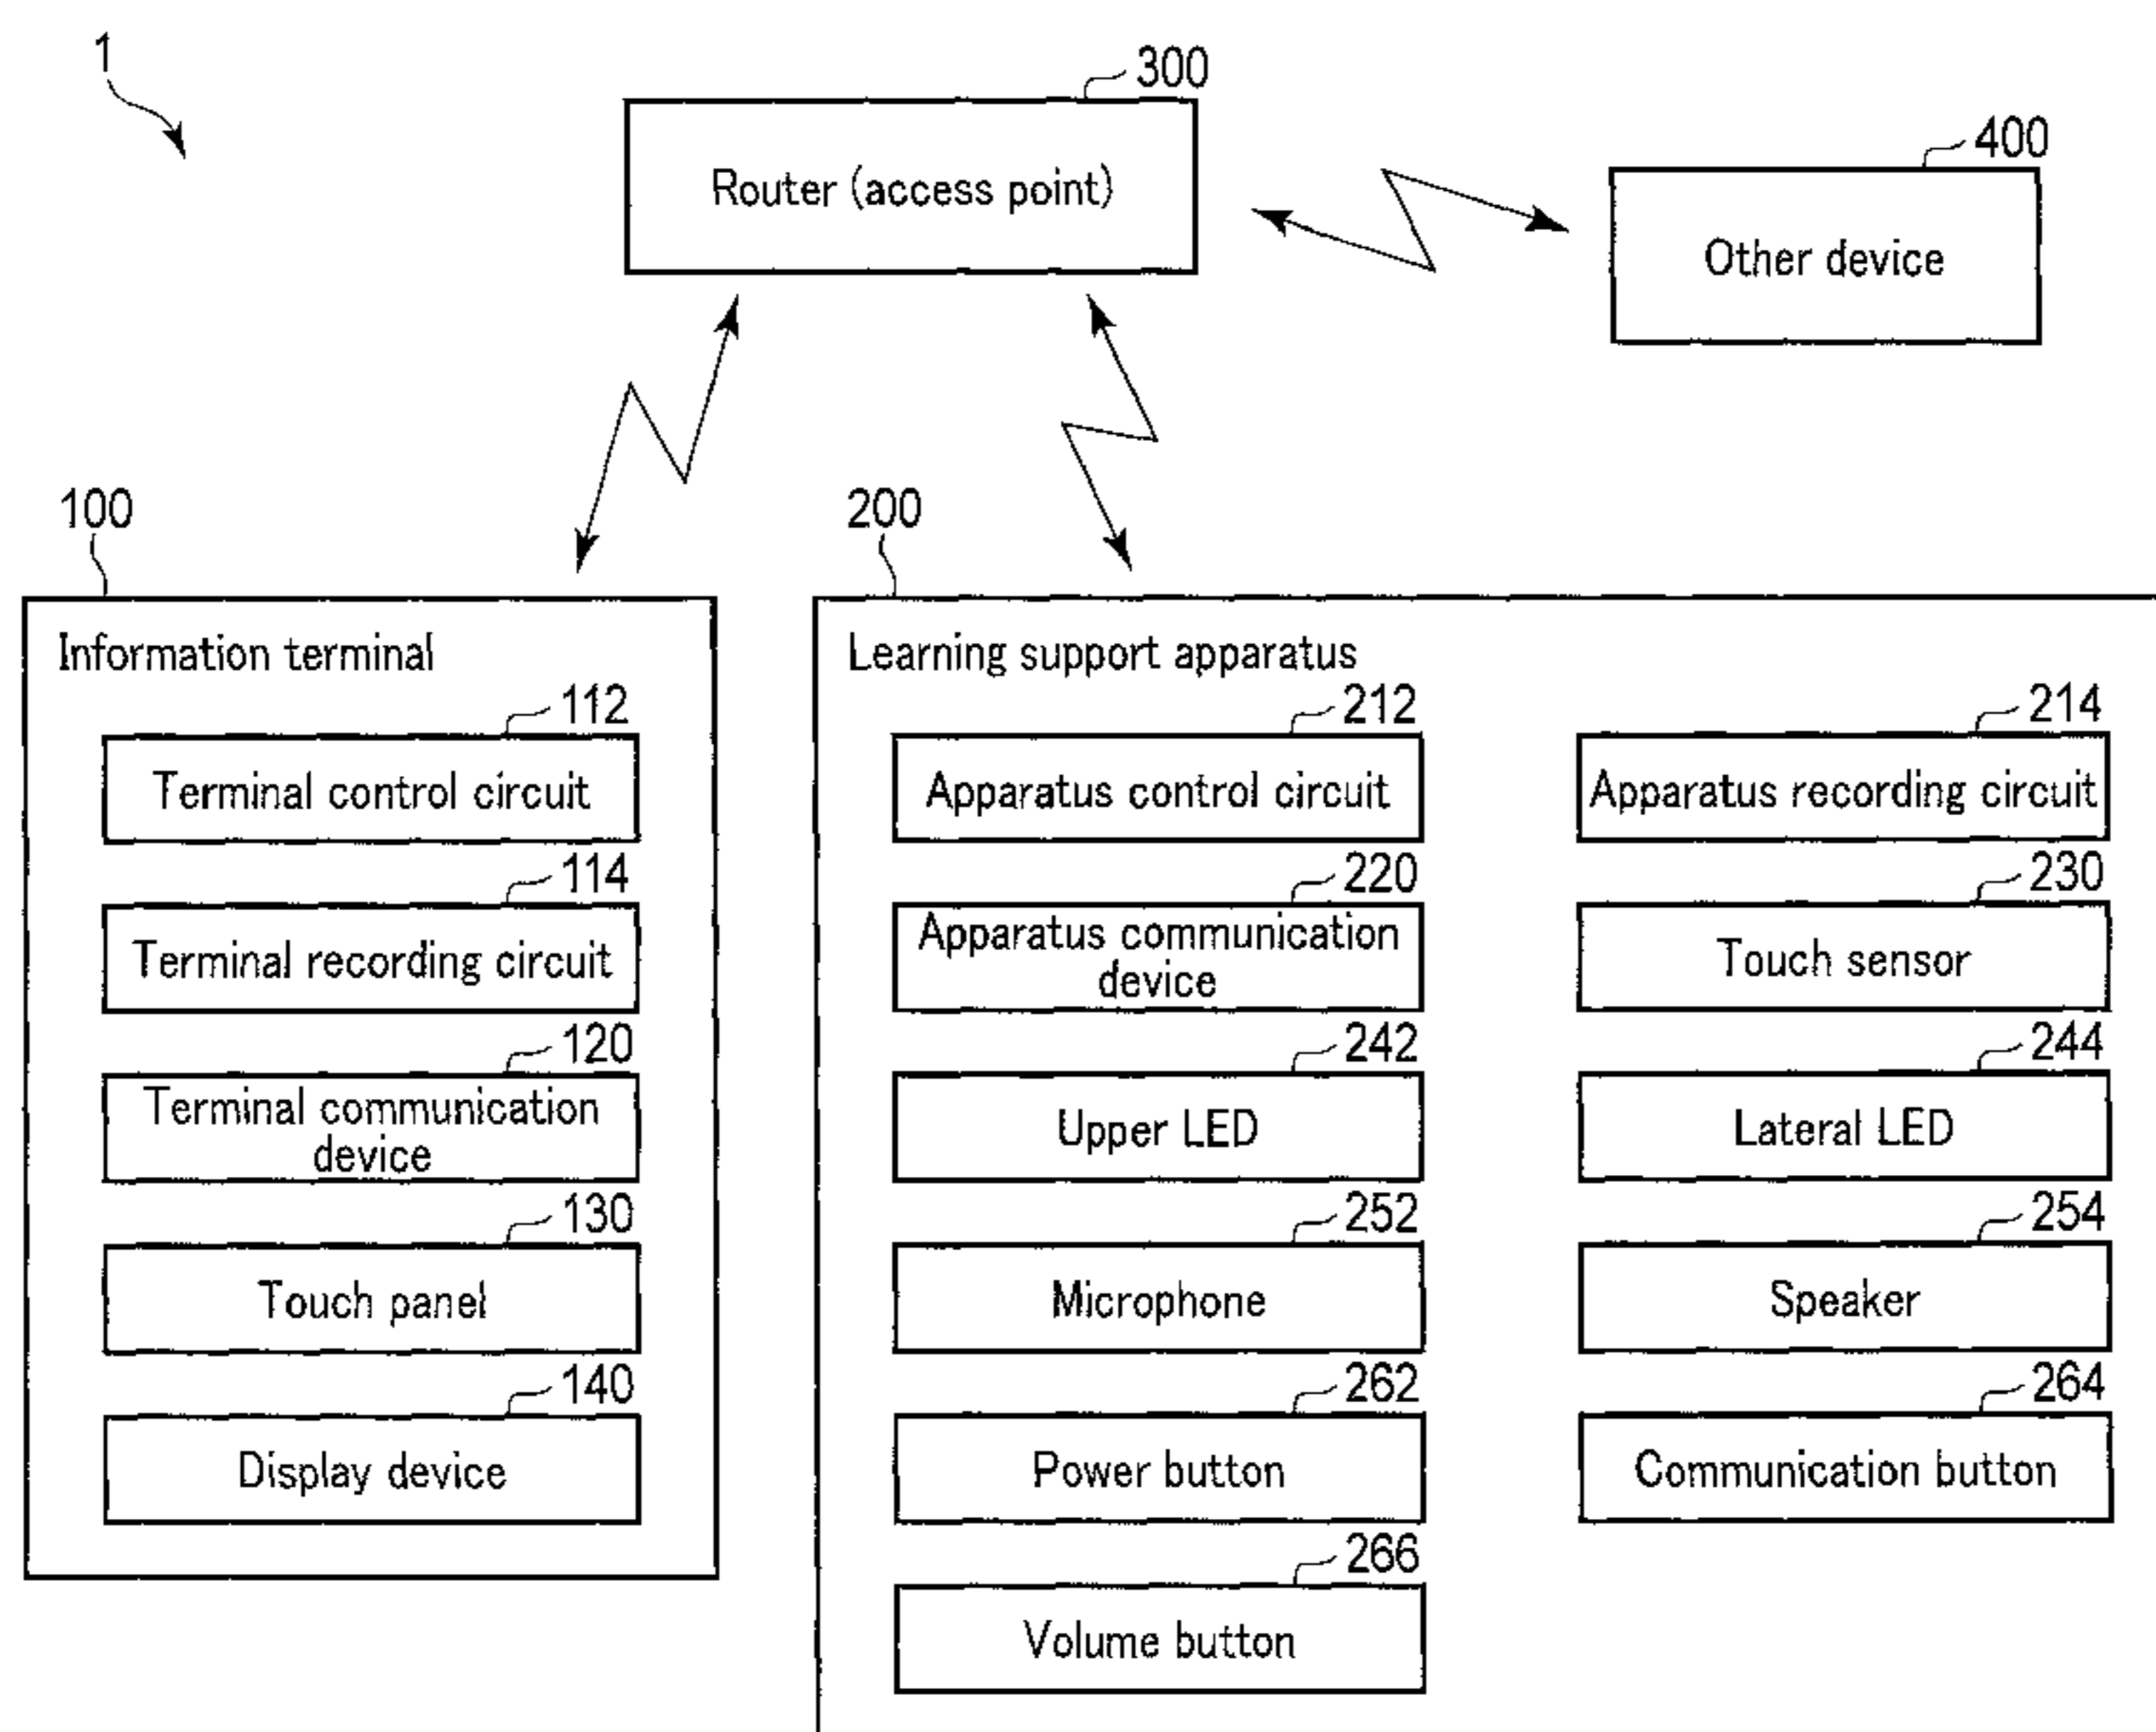 1
300
Router (access point)
400
Other device
100
Information terminal
112
Terminal control circuit
114
Terminal recording circuit
120
Terminal communication
device
130
Touch panel
140
Display device
200
Learning support apparatus
212
Apparatus control circuit
214
Apparatus recording circuit
220
Apparatus communication
device
230
Touch sensor
242
Upper LED
244
Lateral LED
252
Microphone
254
Speaker
262
Power button
264
Communication button
266
Volume button